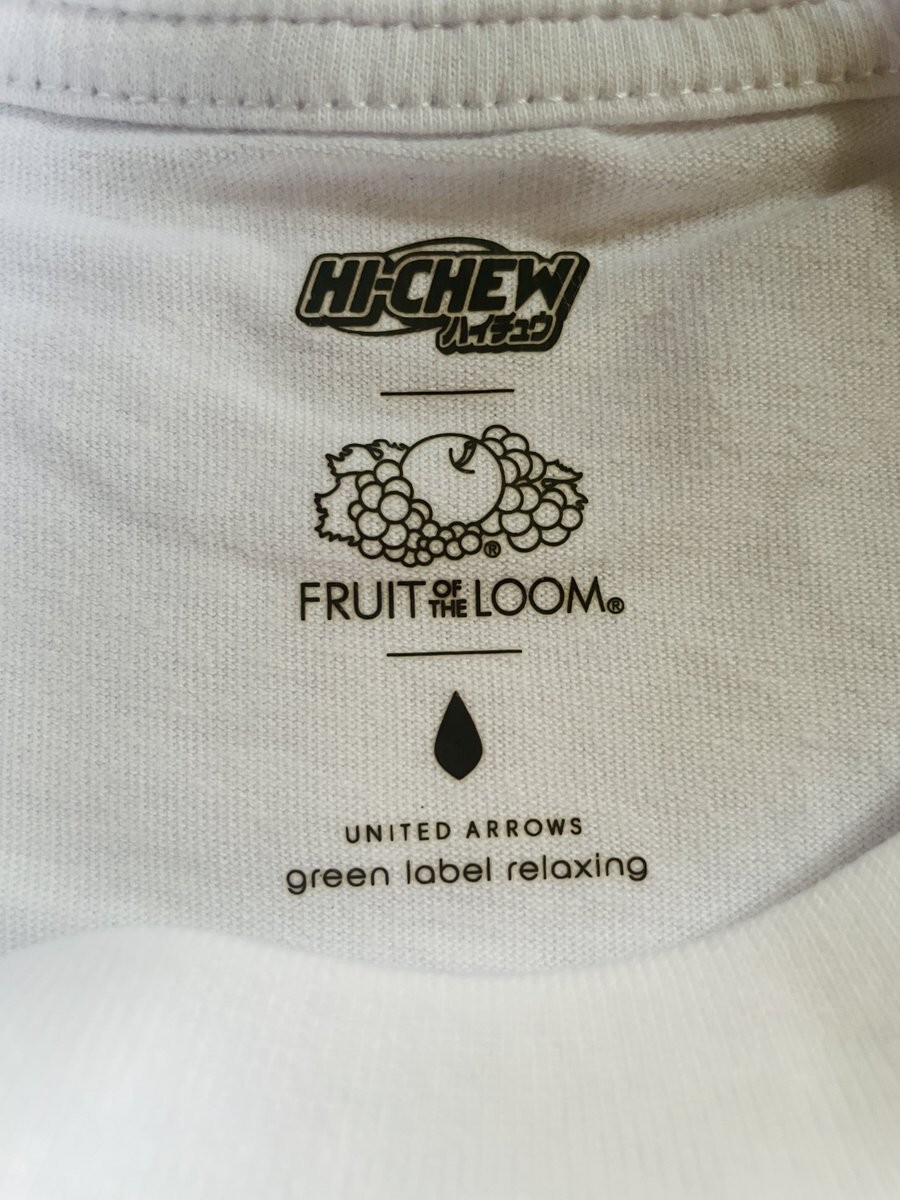 HI-CHEW
ハイチュウ
®
FRUIT OF THE LOOM®
UNITED ARROWS
green label relaxing